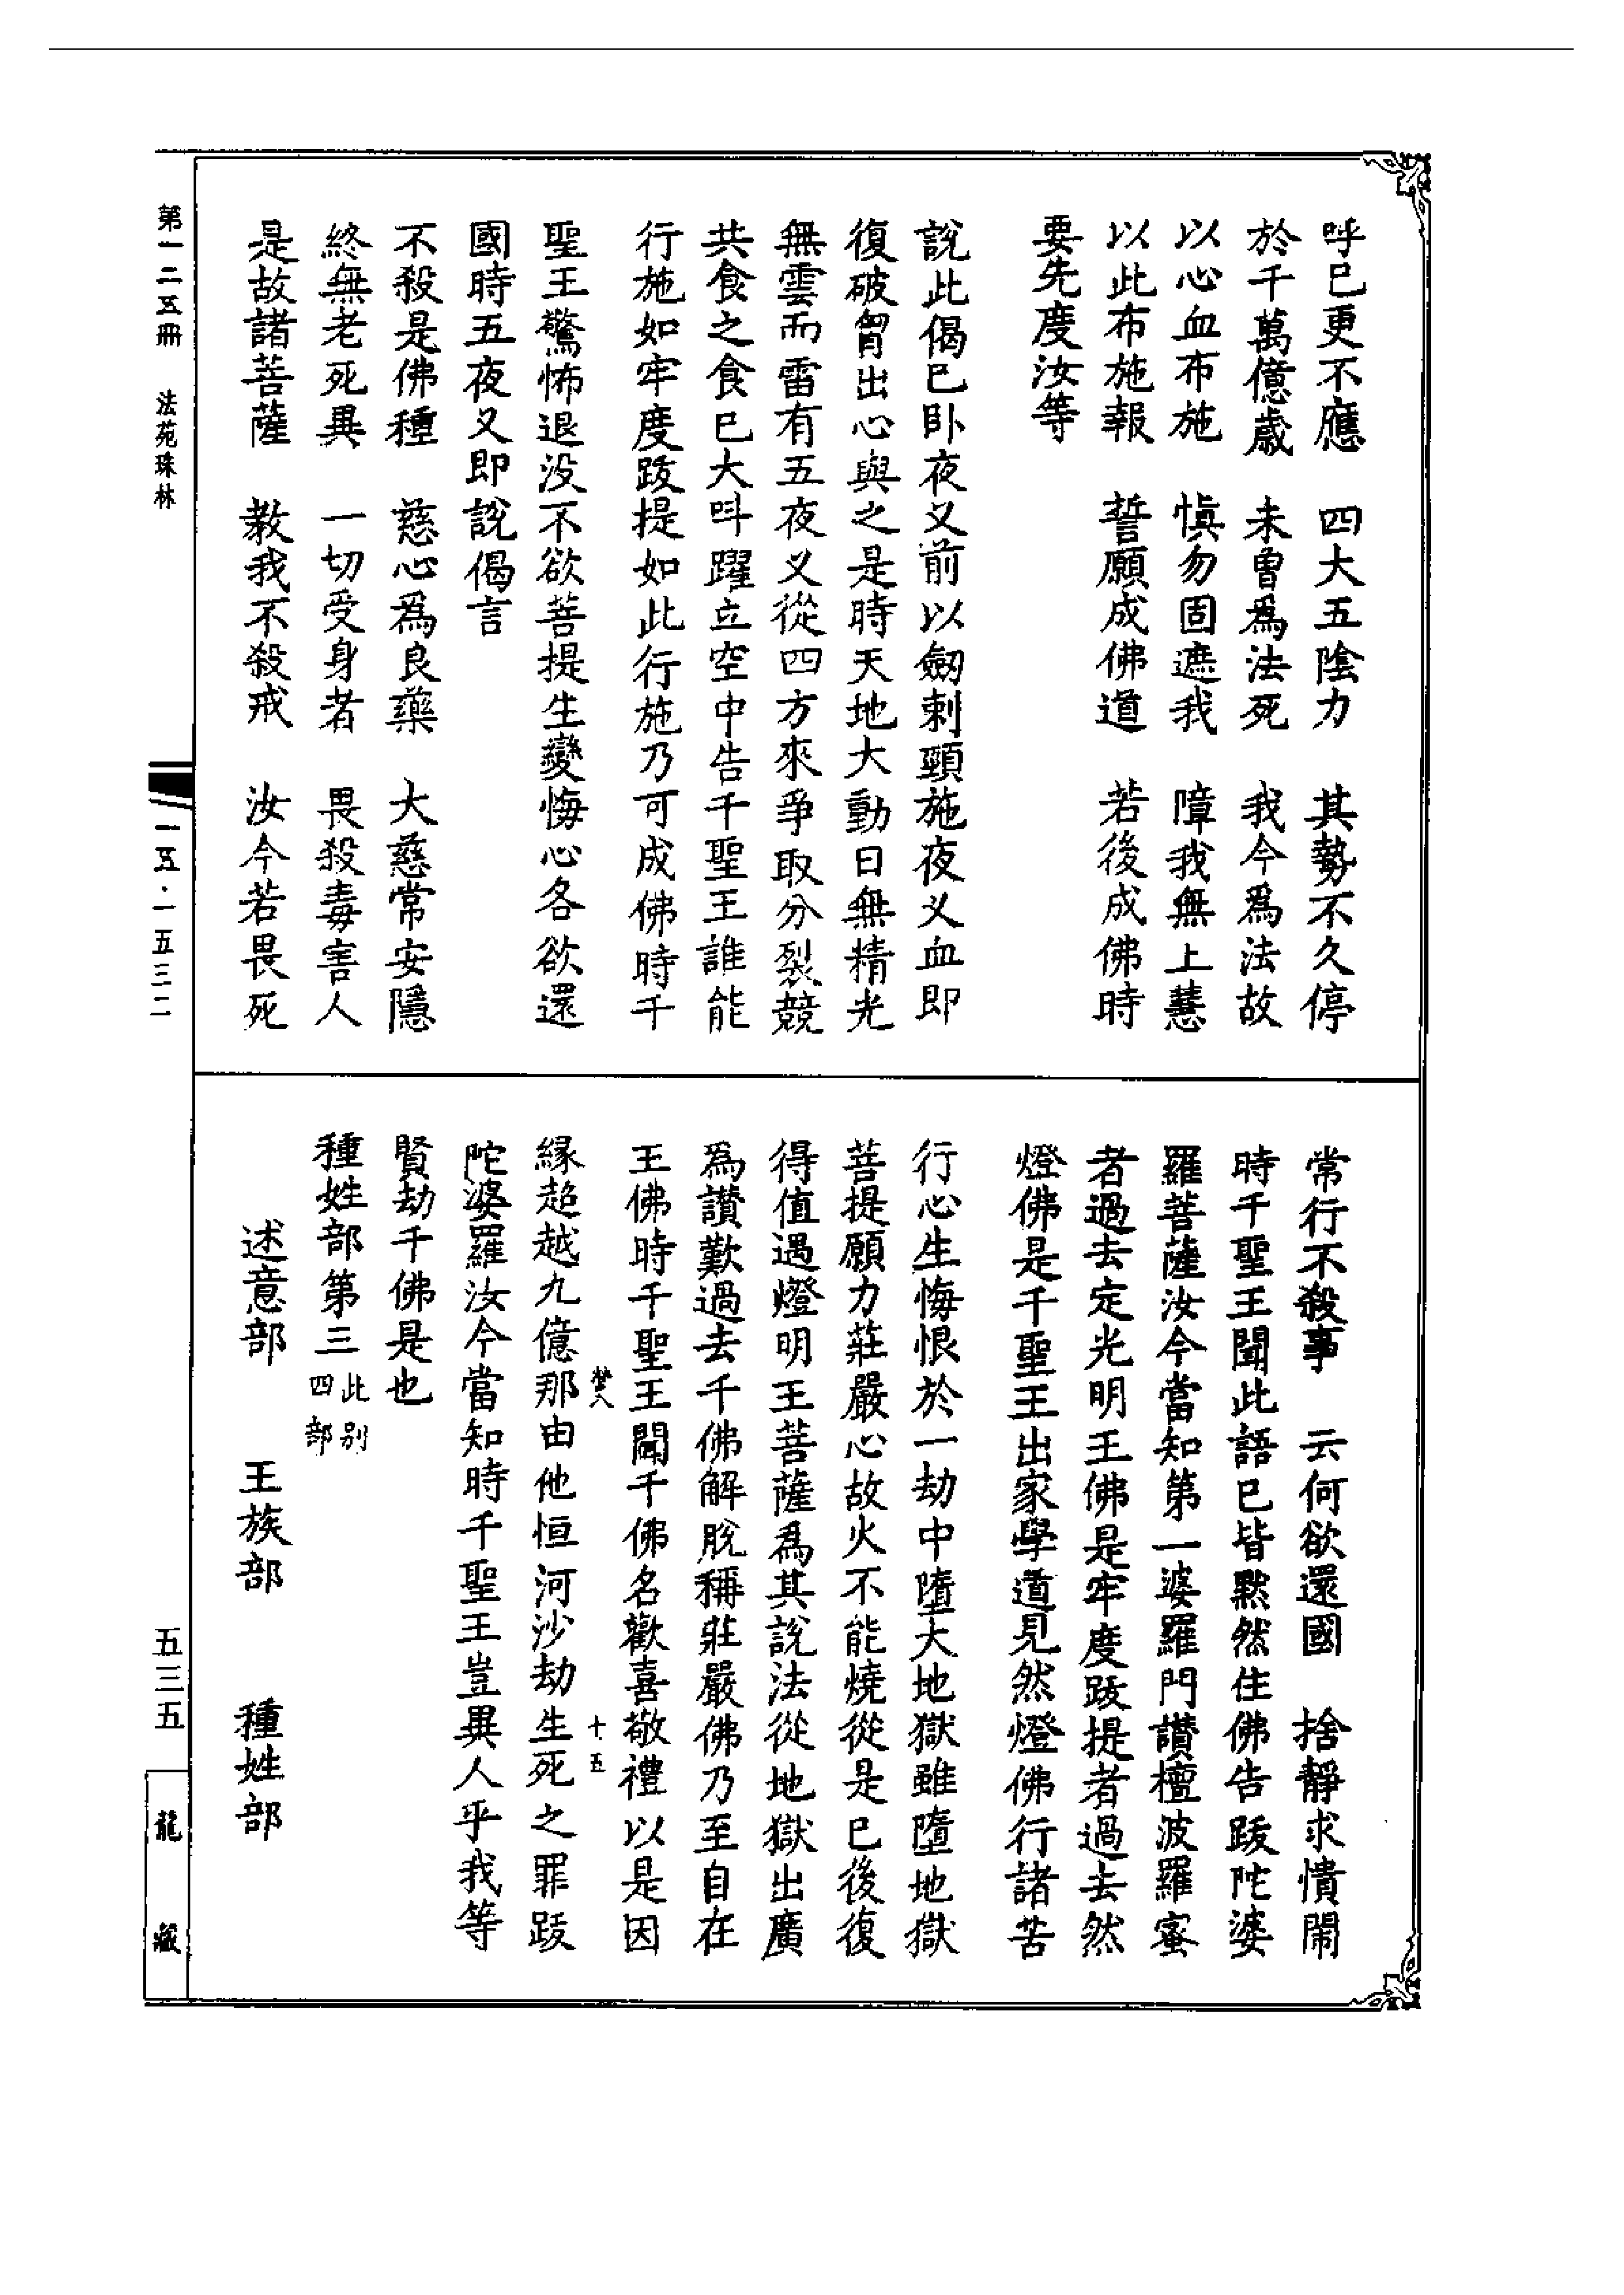 呼已更不應　四大五陰力　其勢不久停
於千萬億歲　未曾爲法死　我今爲法故
以心血布施　愼勿固遮我　障我無上慧
以此布施報　誓願成佛道　若後成佛時
要先度汝等
說此偈已卧夜叉前以劒刺頸施夜叉血即
復破胷出心與之是時天地大動日無精光
無雲而雷有五夜叉從四方來爭取分裂競
共食之食已大呌躍立空中告千聖王誰能
行施如牢度跋提如此行施乃可成佛時千
聖王驚怖退没不欲菩提生變悔心各欲還
國時五夜叉即說偈言
不殺是佛種　慈心爲良藥　大慈常安隱
終無老死異　一切受身者　畏殺毒害人
是故諸菩薩　教我不殺戒　汝今若畏死
常行不殺事　云何欲還國　捨靜求憒鬧
時千聖王聞此語已皆默然住佛告跋陀婆
羅菩薩汝今當知第一婆羅門讚檀波羅蜜
者過去定光明王佛是牢度跋提者過去然
燈佛是千聖王出家學道見然燈佛行諸苦
行心生悔恨於一劫中墮大地獄雖墮地獄
菩提願力莊嚴心故火不能燒從是已後復
得值遇燈明王菩薩爲其說法從地獄出廣
爲讚歎過去千佛解脫稱莊嚴佛乃至自在
王佛時千聖王聞千佛名歡喜敬禮以是因
十五
緣超越九億那由他恒河沙劫生死之罪跋
陀婆羅汝今當知時千聖王豈異人乎我等
賢劫千佛是也
種姓部第三此别四部
述意部　王族部　種姓部
第一二五冊　法苑珠林
一五·一五三二
五三五
龍藏